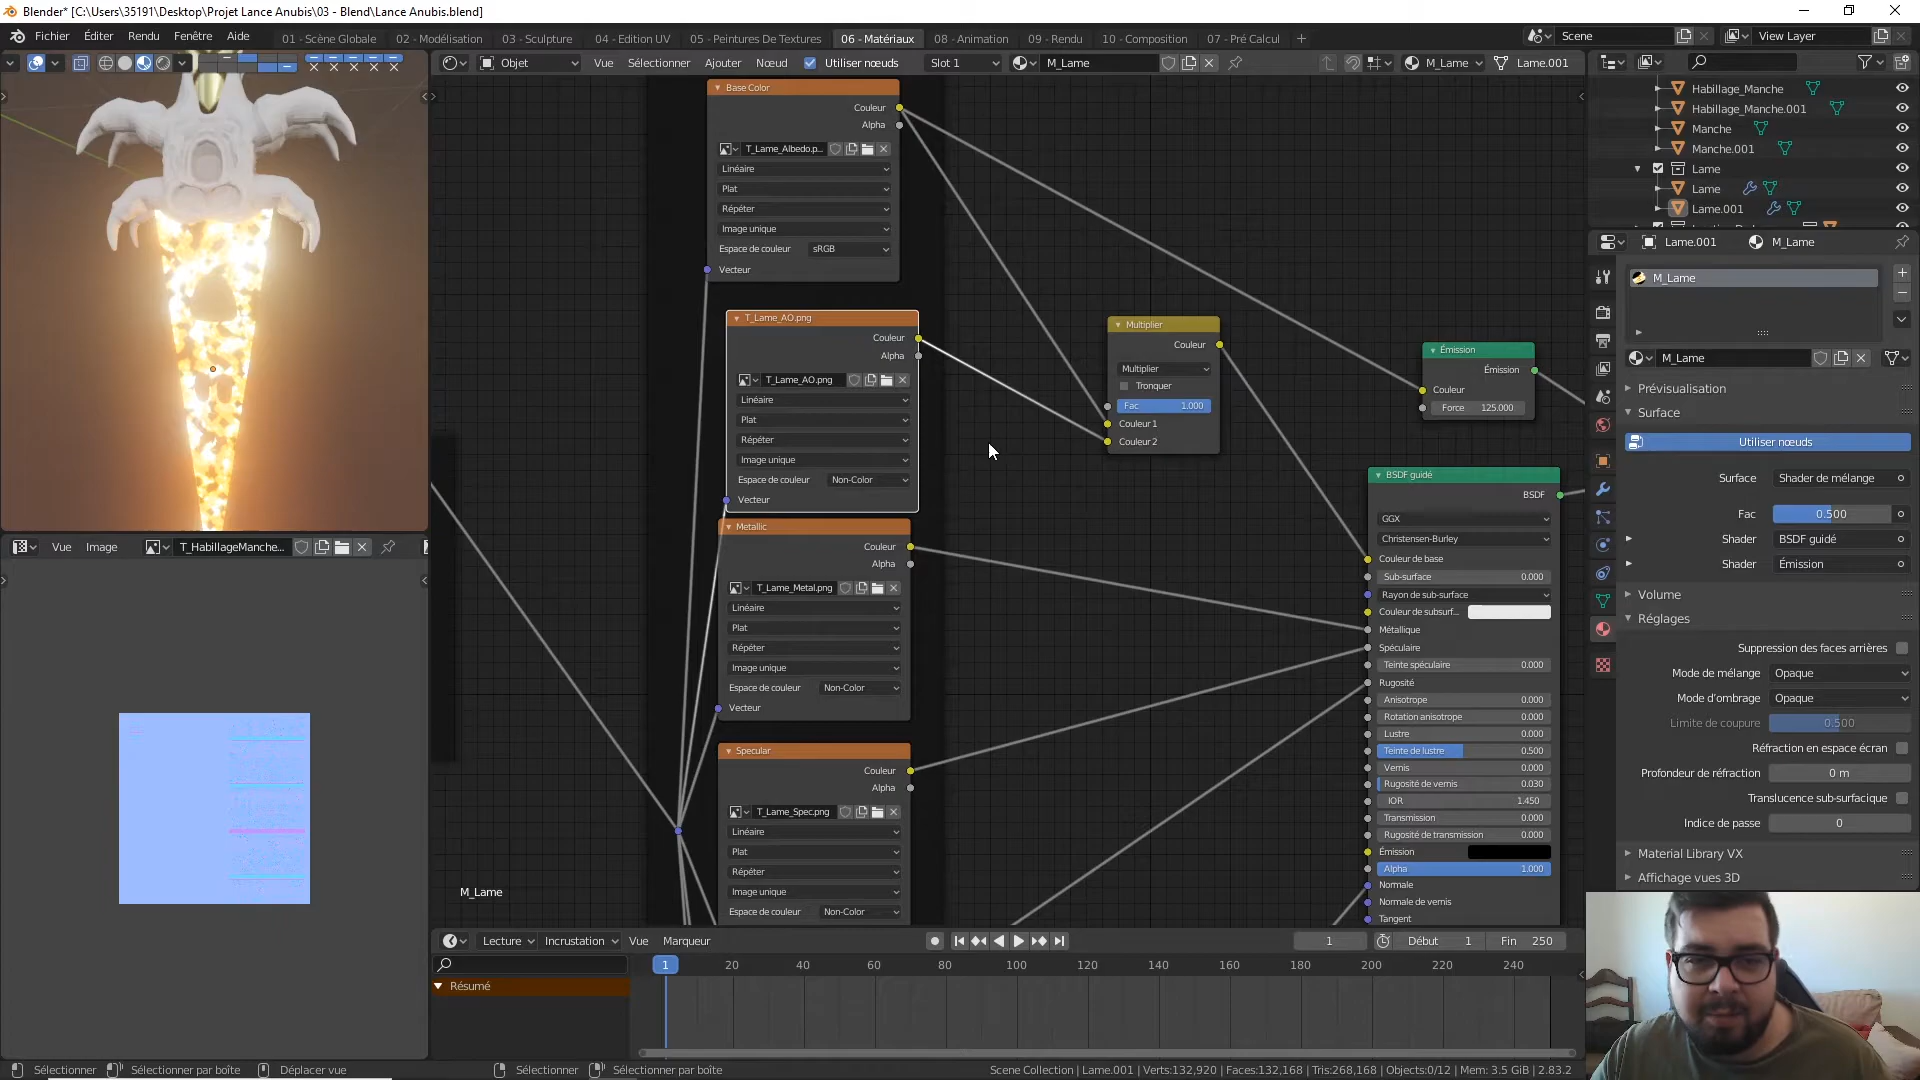 Blender* [C:\Users\35191\Desktop\Projet Lance Anubis\03 - Blend\Lance Anubis.blend]
Fichier Éditer Rendu Fenêtre Aide 01 - Scène Globale 02 - Modélisation 03 - Sculpture 04 - Edition UV 05 - Peintures De Textures 06 - Matériaux 08 - Animation 09 - Rendu 10 - Composition 07 - Pré Calcul + Scene View Layer
Objet Vue Sélectionner Ajouter Nœud Utiliser nœuds Slot 1 M_Lame M_Lame Lame.001
Base Color
Couleur
Alpha
T_Lame_Albedo.p...
Linéaire
Plat
Répéter
Image unique
Espace de couleur sRGB
Vecteur
T_Lame_AO.png
Couleur
Alpha
T_Lame_AO.png
Linéaire
Plat
Répéter
Image unique
Espace de couleur Non-Color
Vecteur
Metallic
Couleur
Alpha
T_Lame_Metal.png
Linéaire
Plat
Répéter
Image unique
Espace de couleur Non-Color
Vecteur
Specular
Couleur
Alpha
T_Lame_Spec.png
Linéaire
Plat
Répéter
Image unique
Espace de couleur Non-Color
Multiplier
Couleur
Multiplier
Tronquer
Fac 1.000
Couleur 1
Couleur 2
Émission
Émission
Couleur
Force 125.000
BSDF guidé
BSDF
GGX
Christensen-Burley
Couleur de base
Sub-surface 0.000
Rayon de sub-surface
Couleur de subsurf...
Métallique
Spéculaire
Teinte spéculaire 0.000
Rugosité
Anisotrope 0.000
Rotation anisotrope 0.000
Lustre 0.000
Teinte de lustre 0.500
Vernis 0.000
Rugosité de vernis 0.030
IOR 1.450
Transmission 0.000
Rugosité de transmission 0.000
Émission
Alpha 1.000
Normale
Normale de vernis
Tangent
M_Lame
Vue Image T_HabillageManche...
Habillage_Manche
Habillage_Manche.001
Manche
Manche.001
Lame
Lame
Lame.001
Lame.001 M_Lame
M_Lame
M_Lame
Prévisualisation
Surface
Utiliser nœuds
Surface Shader de mélange
Fac 0.500
Shader BSDF guidé
Shader Émission
Volume
Réglages
Suppression des faces arrières
Mode de mélange Opaque
Mode d'ombrage Opaque
Limite de coupure 0.500
Réfraction en espace écran
Profondeur de réfraction 0 m
Translucence sub-surfacique
Indice de passe 0
Material Library VX
Affichage vues 3D
Lecture Incrustation Vue Marqueur 1 Début 1 Fin 250
1 20 40 60 80 100 120 140 160 180 200 220 240
Résumé
Sélectionner Sélectionner par boîte Déplacer vue Sélectionner Sélectionner par boîte Scene Collection | Lame.001 | Verts:132,920 | Faces:132,168 | Tris:268,168 | Objects:0/12 | Mem: 3.5 GiB | 2.83.2